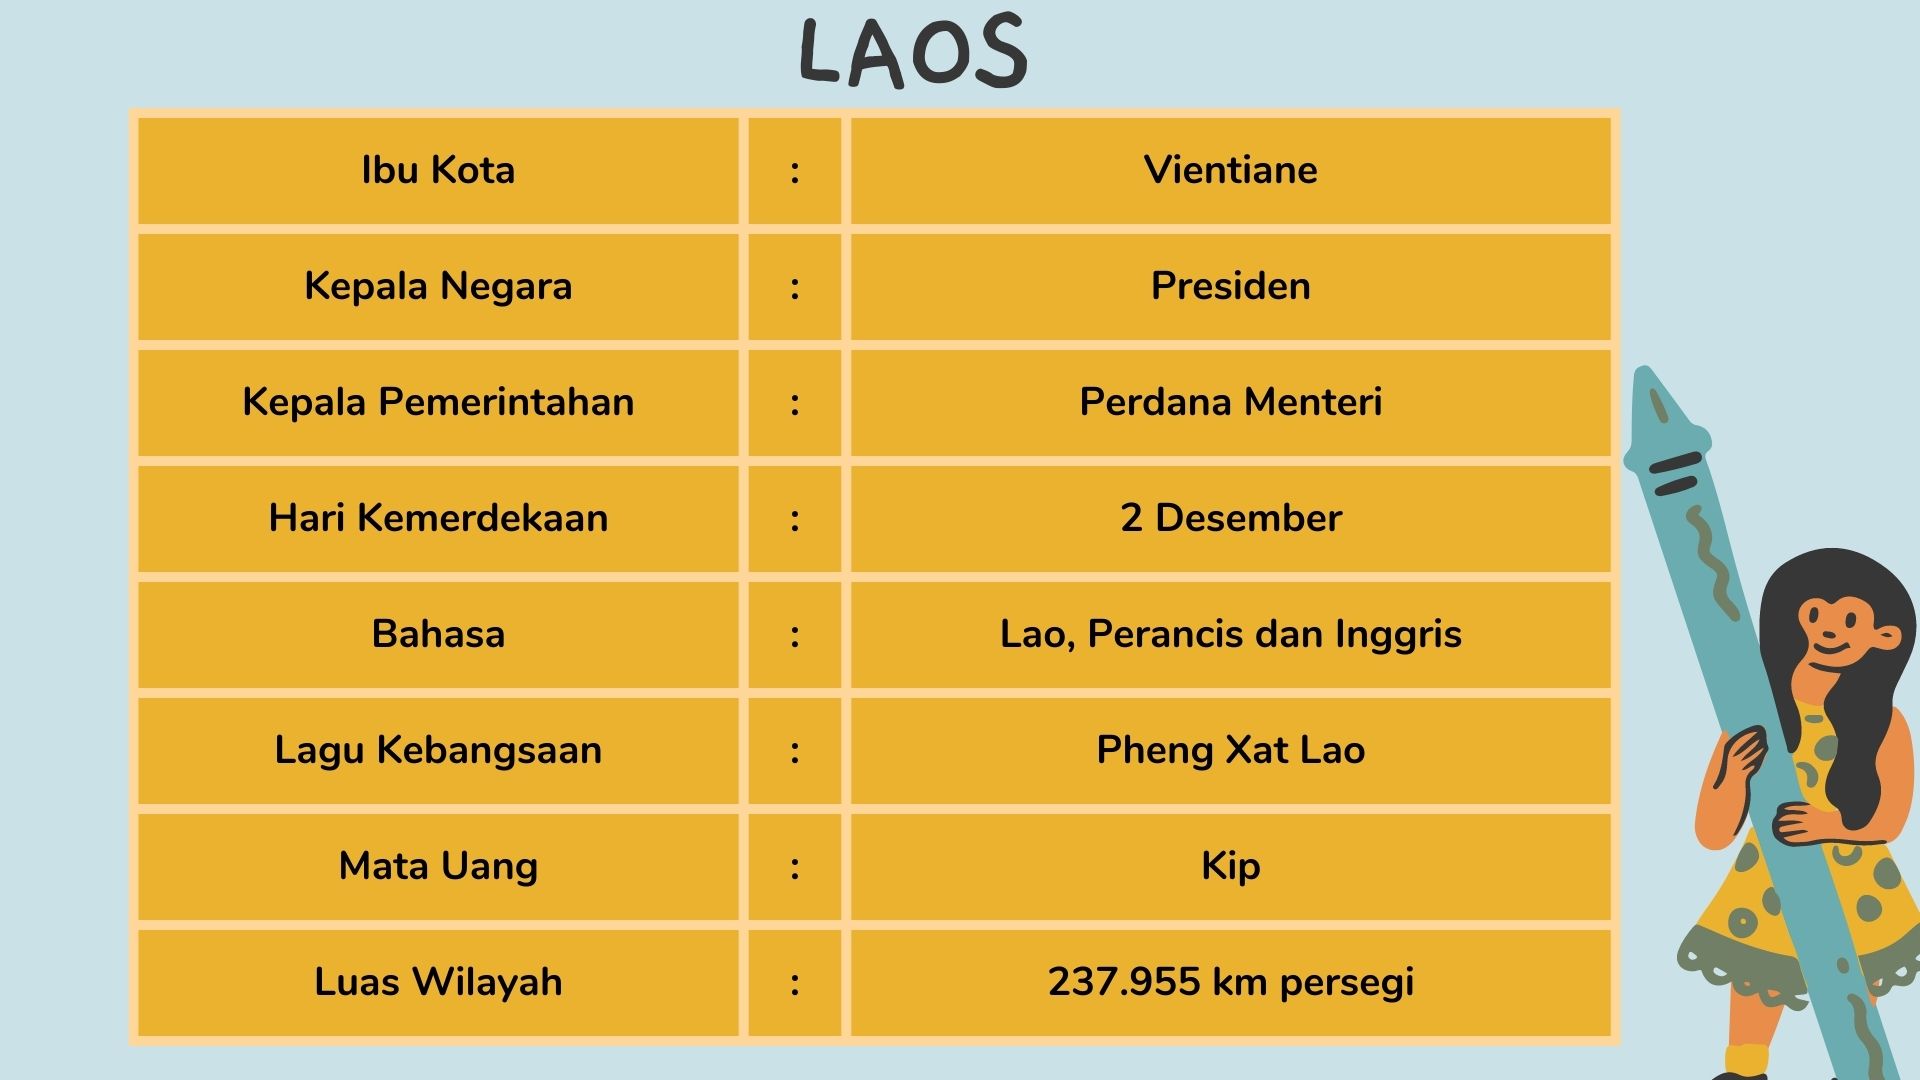 LAOS
Ibu Kota : Vientiane
Kepala Negara : Presiden
Kepala Pemerintahan : Perdana Menteri
Hari Kemerdekaan : 2 Desember
Bahasa : Lao, Perancis dan Inggris
Lagu Kebangsaan : Pheng Xat Lao
Mata Uang : Kip
Luas Wilayah : 237.955 km persegi